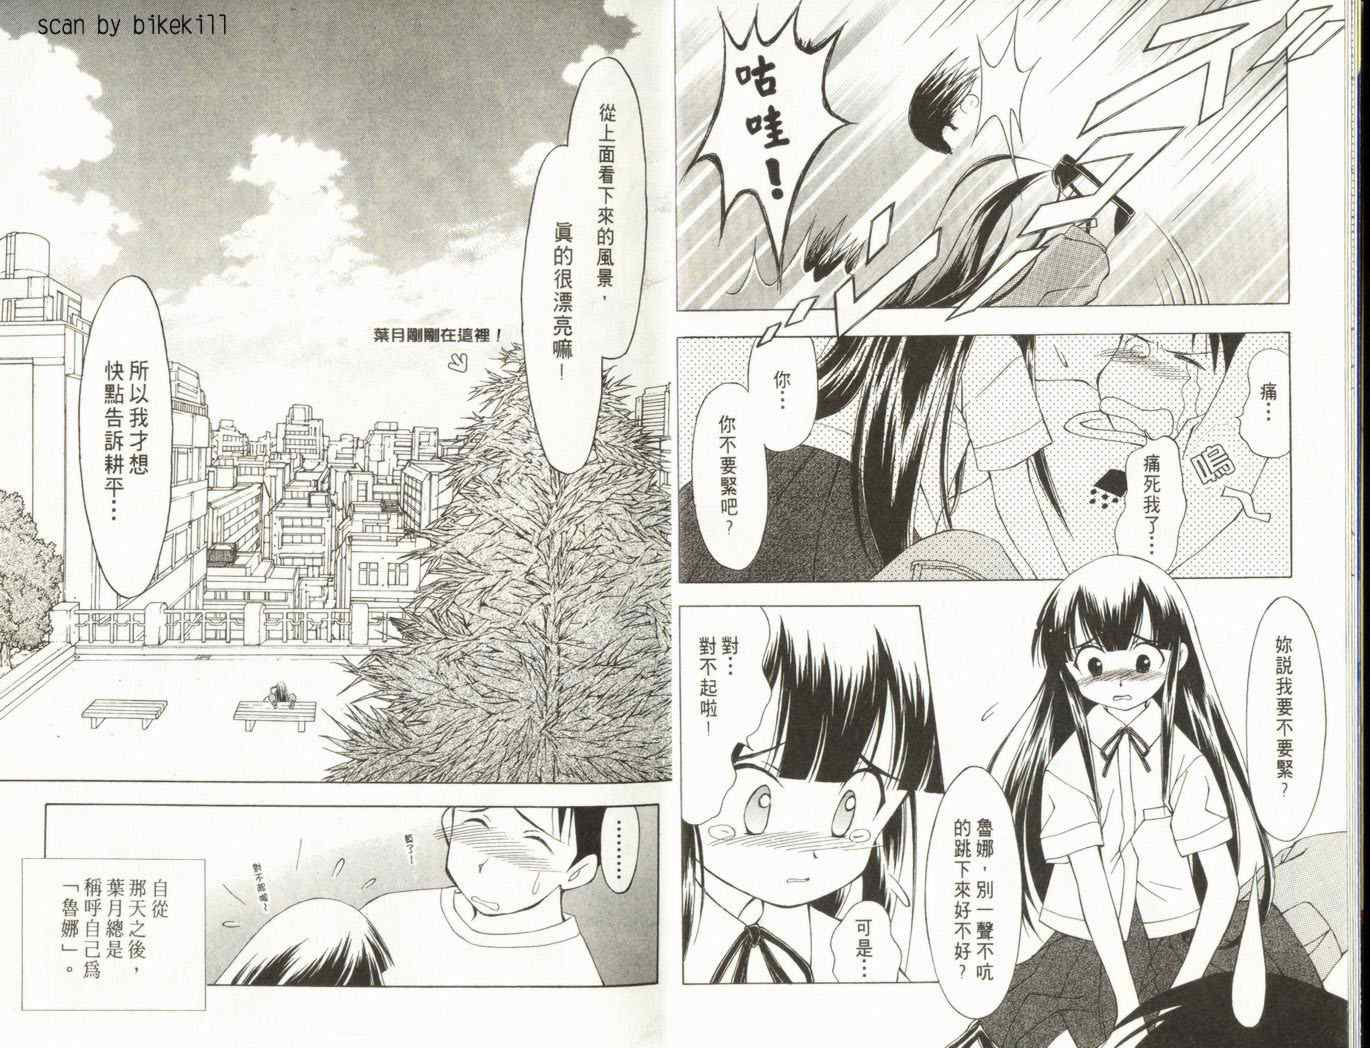 scan by bikekill
咕
哇！
痛…
痛死我了…
嗚
你…
你不要緊吧？
妳說我要不要緊？
魯娜，別一聲不吭
的跳下來好不好？
對…
對不起啦！
可是…
從上面看下來的風景，
真的很漂亮嘛！
葉月剛剛在這裡！
所以我才想
快點告訴耕平…
………
對不起嘛～
自從
那天之後，
葉月總是
稱呼自己為
「魯娜」。